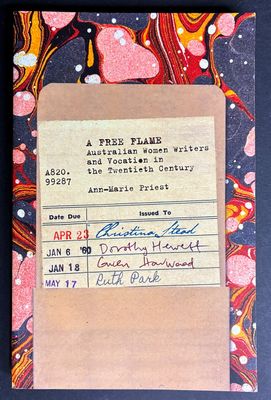 A FREE FLAME
Australian Women Writers
and Vocation in
the Twentieth Century
A820.
99287
Ann-Marie Priest
Date Due Issued To
APR 23 Christina Stead
JAN 6 '60 Dorothy Hewett
JAN 18 Gwen Harwood
MAY 17 Ruth Park